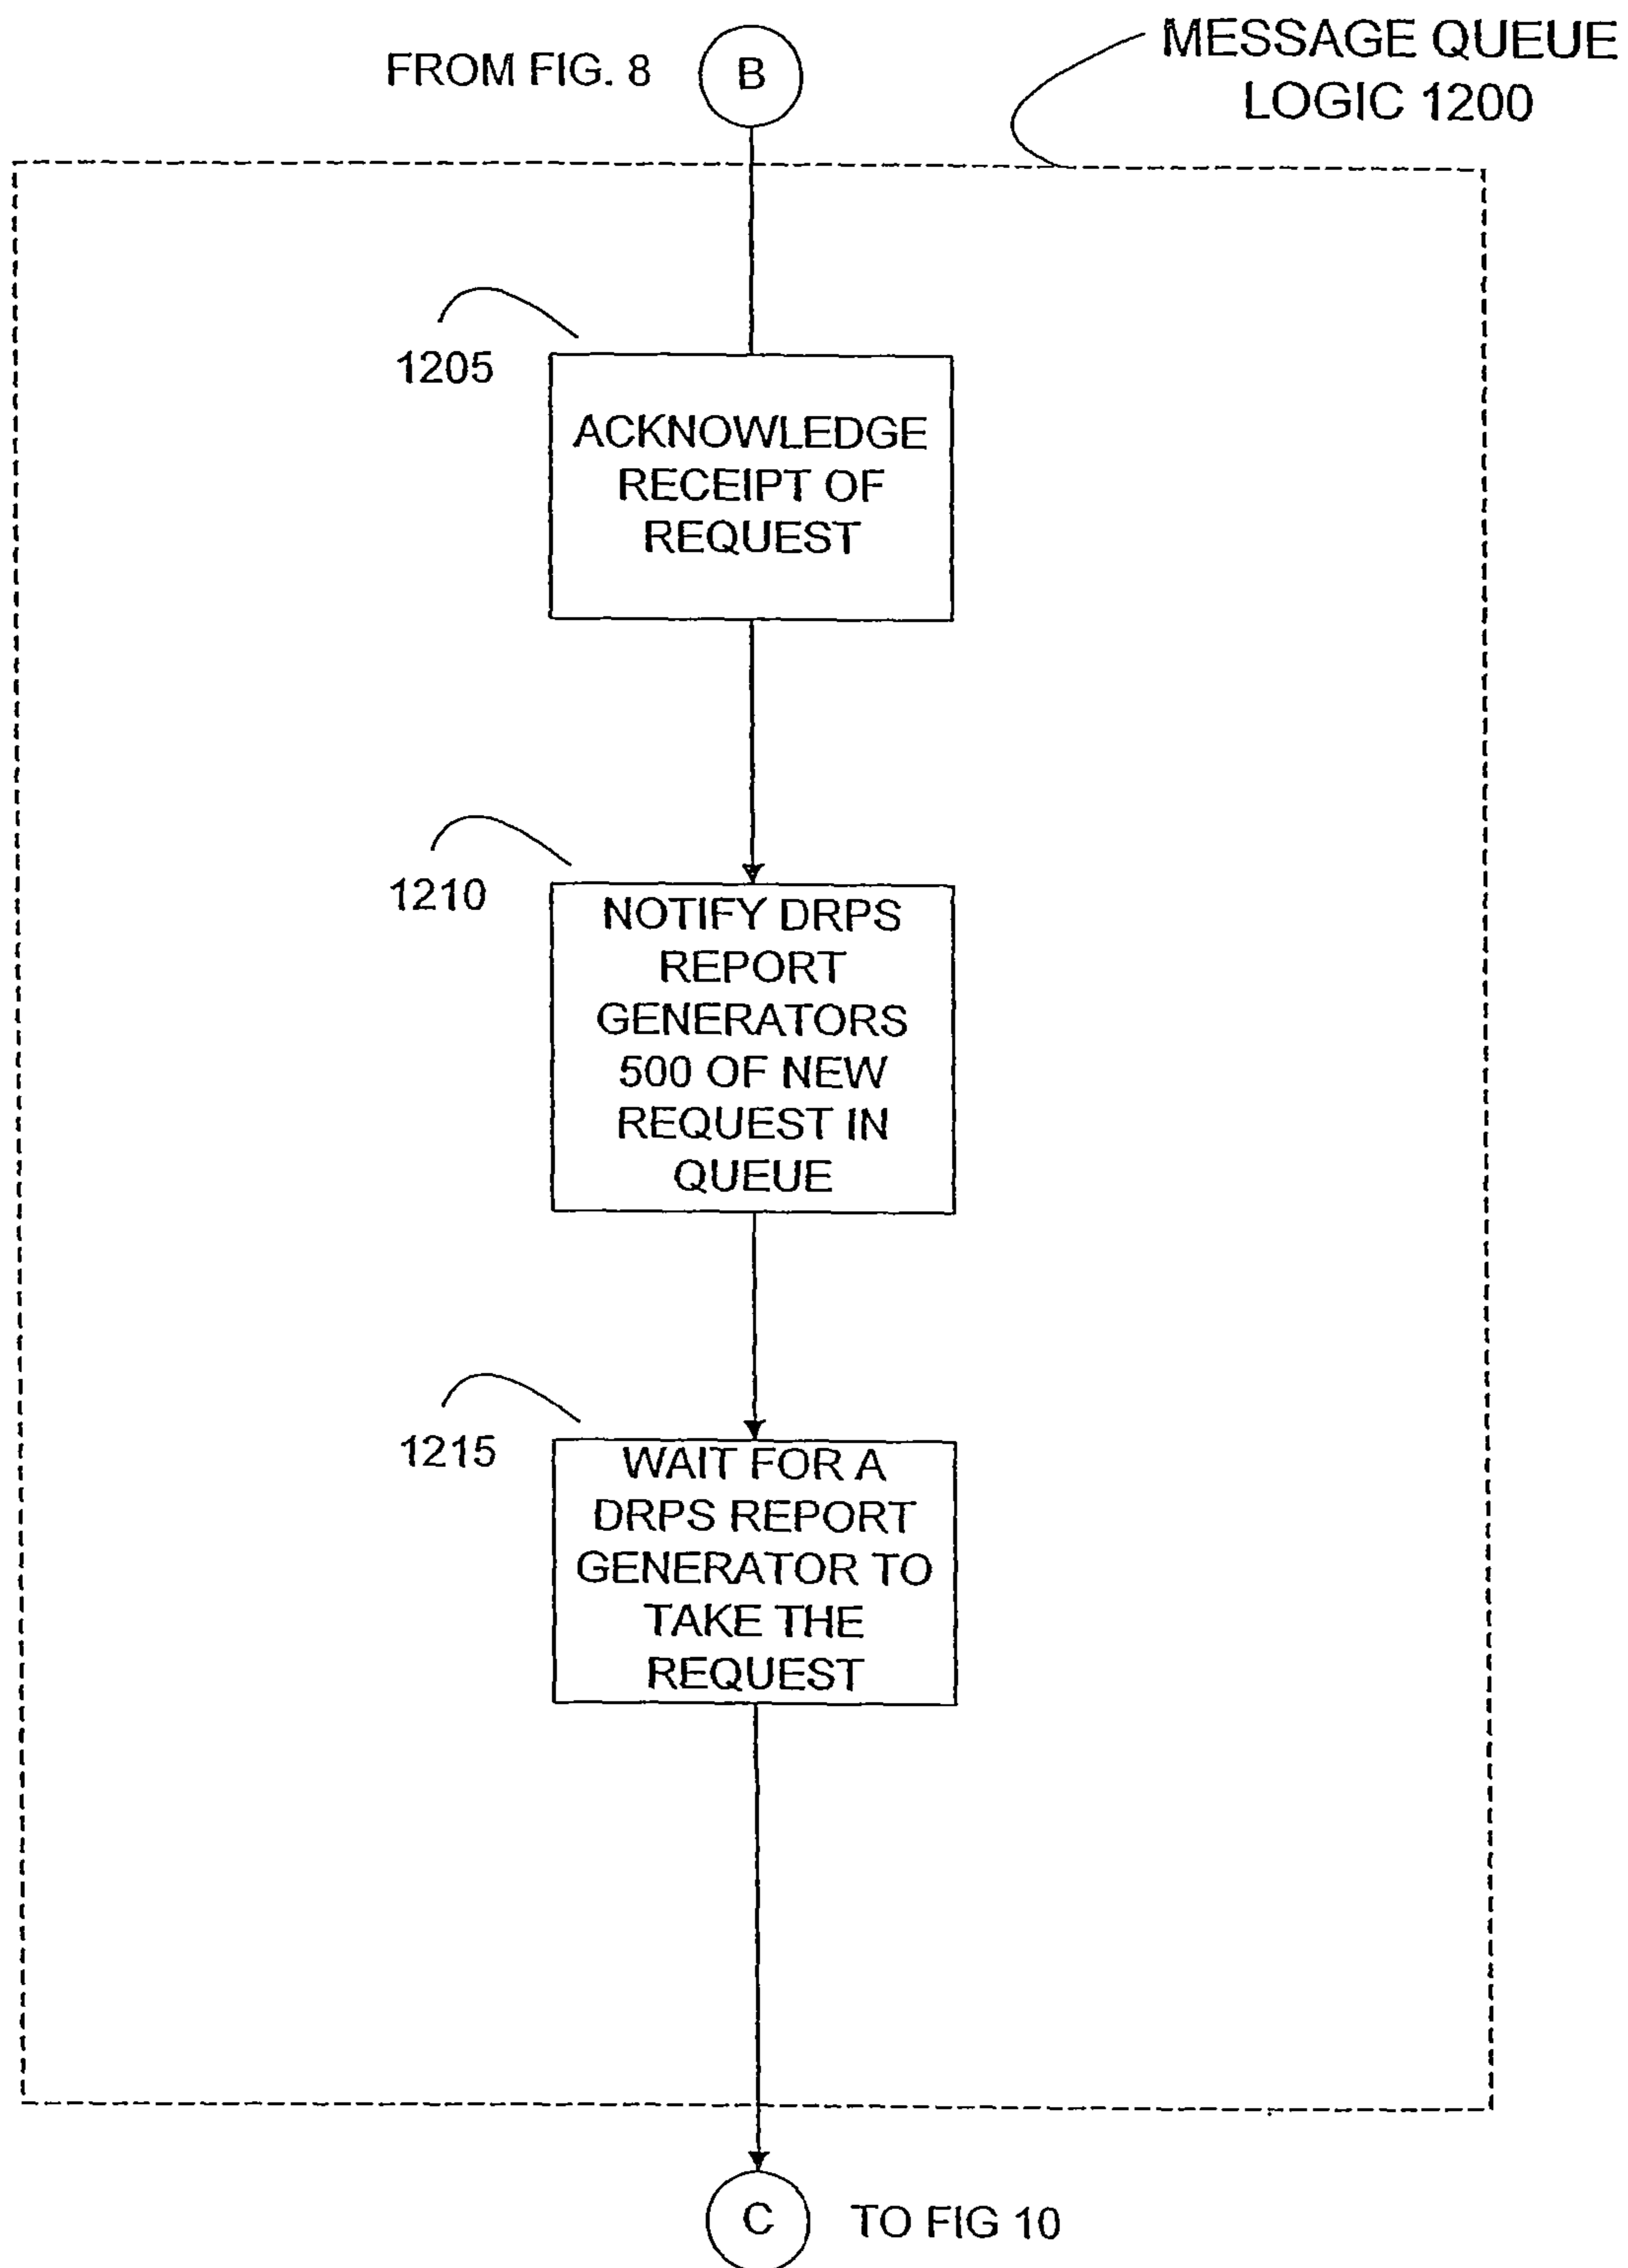 FROM FIG. 8
B
MESSAGE QUEUE
LOGIC 1200
1205
ACKNOWLEDGE
RECEIPT OF
REQUEST
1210
NOTIFY DRPS
REPORT
GENERATORS
500 OF NEW
REQUEST IN
QUEUE
1215
WAIT FOR A
DRPS REPORT
GENERATOR TO
TAKE THE
REQUEST
C
TO FIG 10